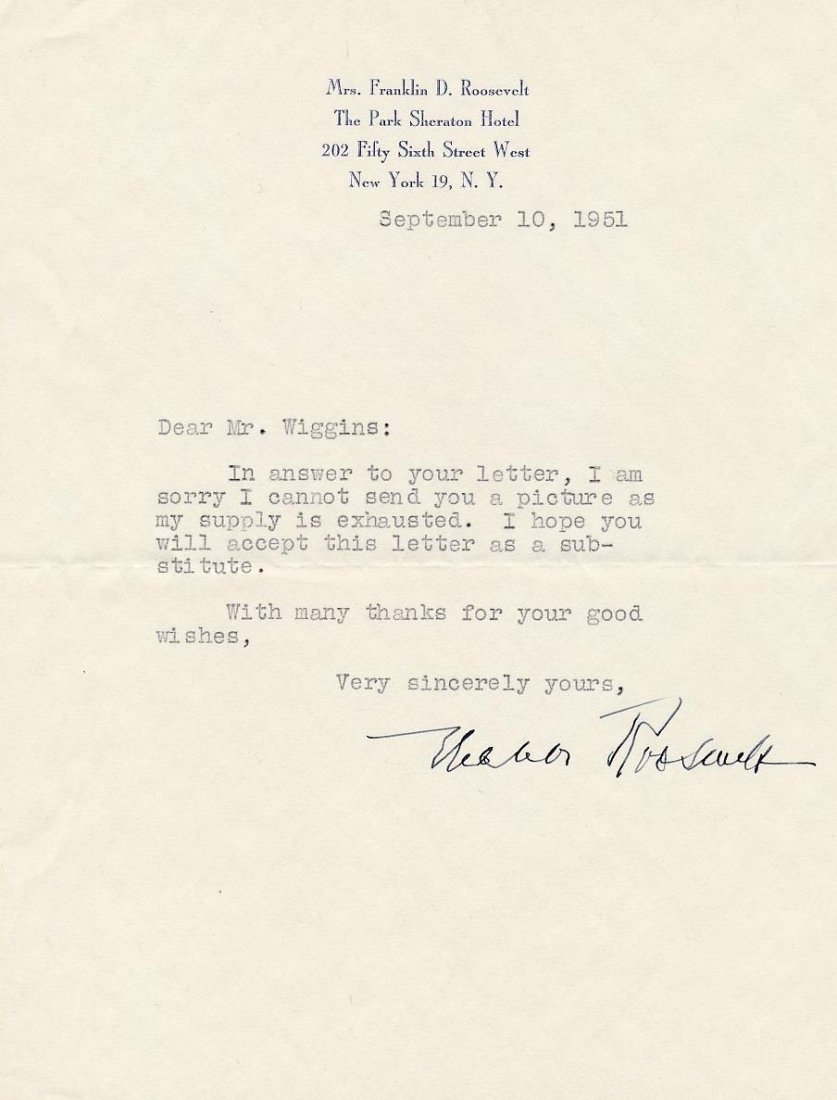 Mrs. Franklin D. Roosevelt
The Park Sheraton Hotel
202 Fifty Sixth Street West
New York 19, N. Y.
September 10, 1951
Dear Mr. Wiggins:
In answer to your letter, I am
sorry I cannot send you a picture as
my supply is exhausted. I hope you
will accept this letter as a sub-
stitute.
With many thanks for your good
wishes,
Very sincerely yours,
Eleanor Roosevelt